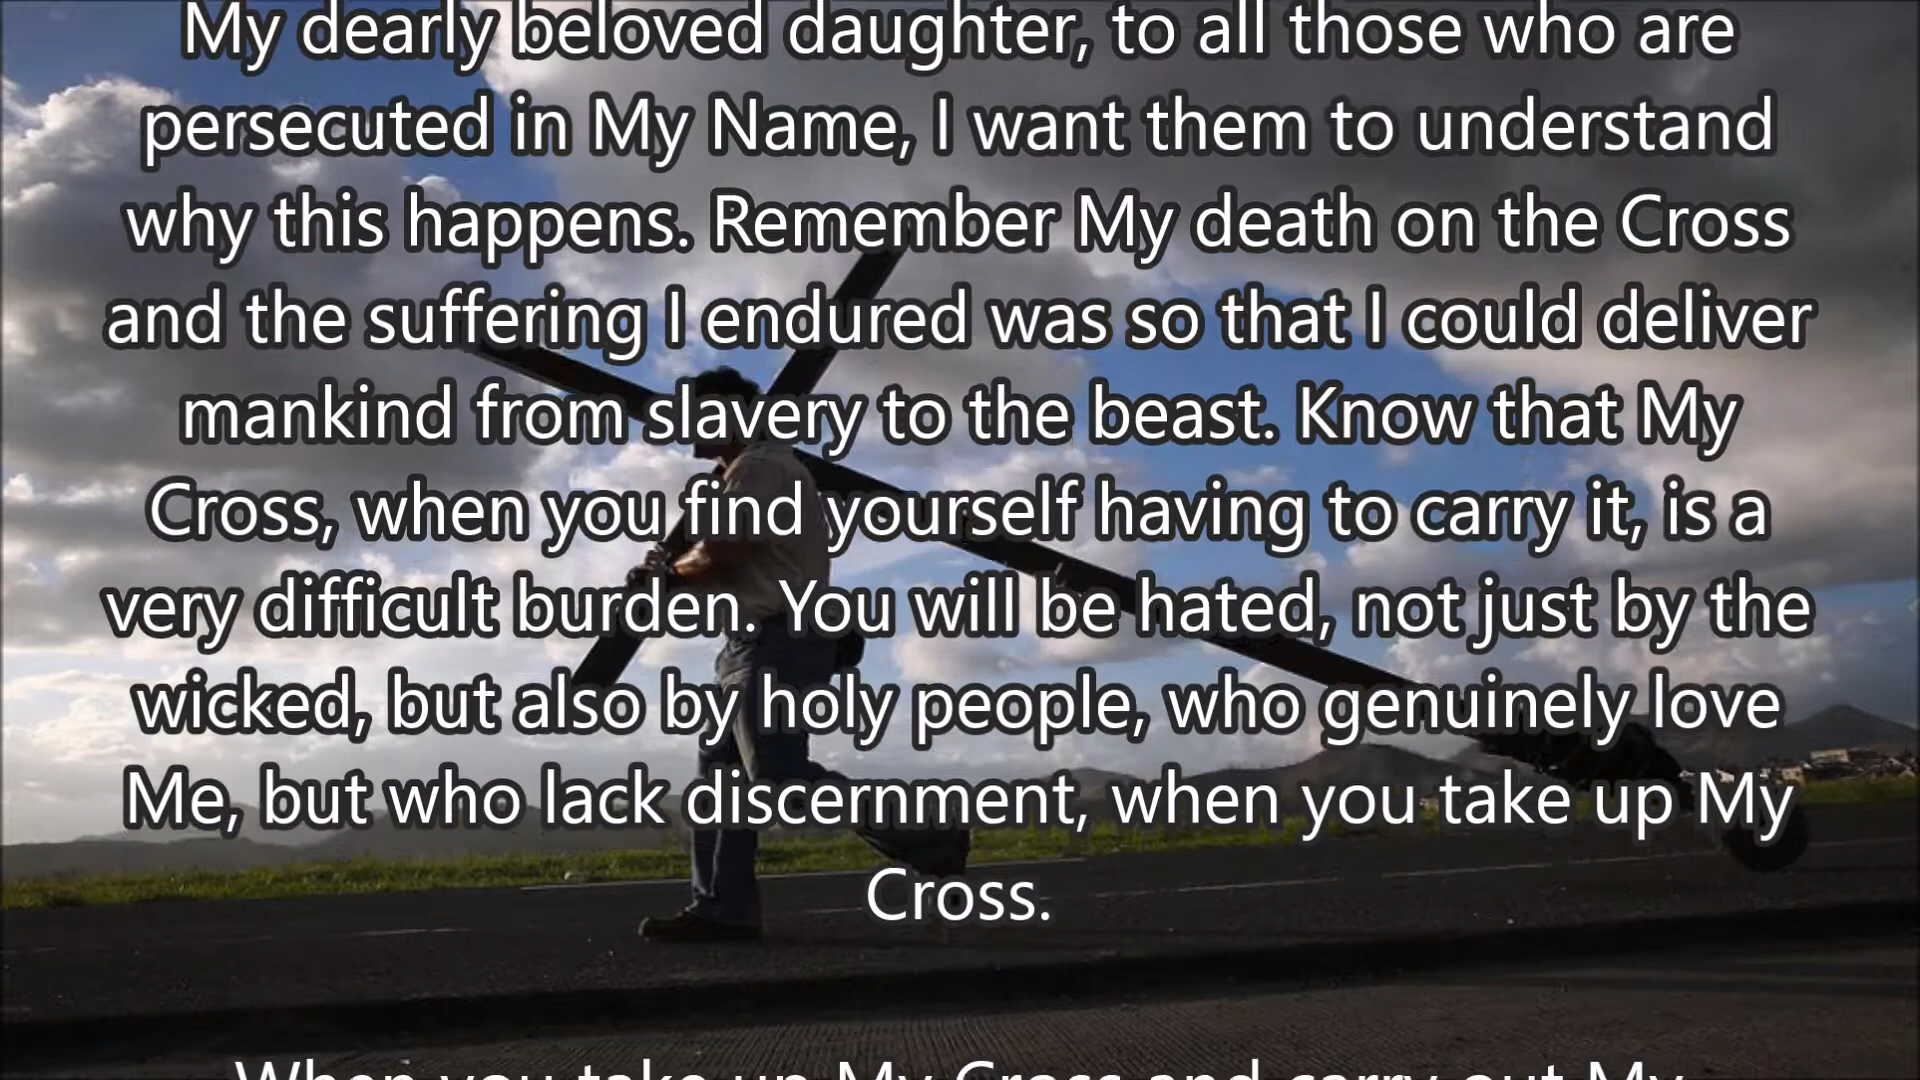 My dearly beloved daughter, to all those who are
persecuted in My Name, I want them to understand
why this happens. Remember My death on the Cross
and the suffering I endured was so that I could deliver
mankind from slavery to the beast. Know that My
Cross, when you find yourself having to carry it, is a
very difficult burden. You will be hated, not just by the
wicked, but also by holy people, who genuinely love
Me, but who lack discernment, when you take up My
Cross.
When you take up My Cross and carry out My